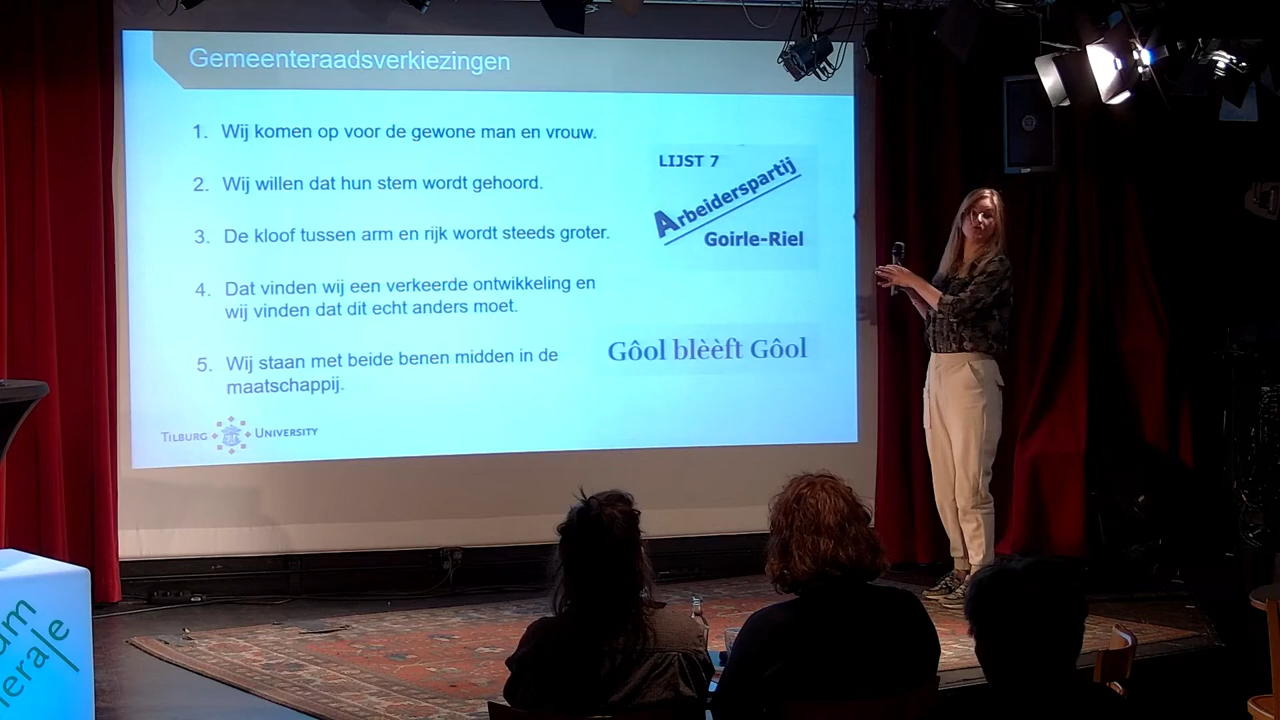 Gemeenteraadsverkiezingen
1. Wij komen op voor de gewone man en vrouw.
2. Wij willen dat hun stem wordt gehoord.
3. De kloof tussen arm en rijk wordt steeds groter.
4. Dat vinden wij een verkeerde ontwikkeling en
wij vinden dat dit echt anders moet.
5. Wij staan met beide benen midden in de
maatschappij.
LIJST 7
Arbeiderspartij
Goirle-Riel
Gôol blèèft Gôol
TILBURG UNIVERSITY
um
nerale